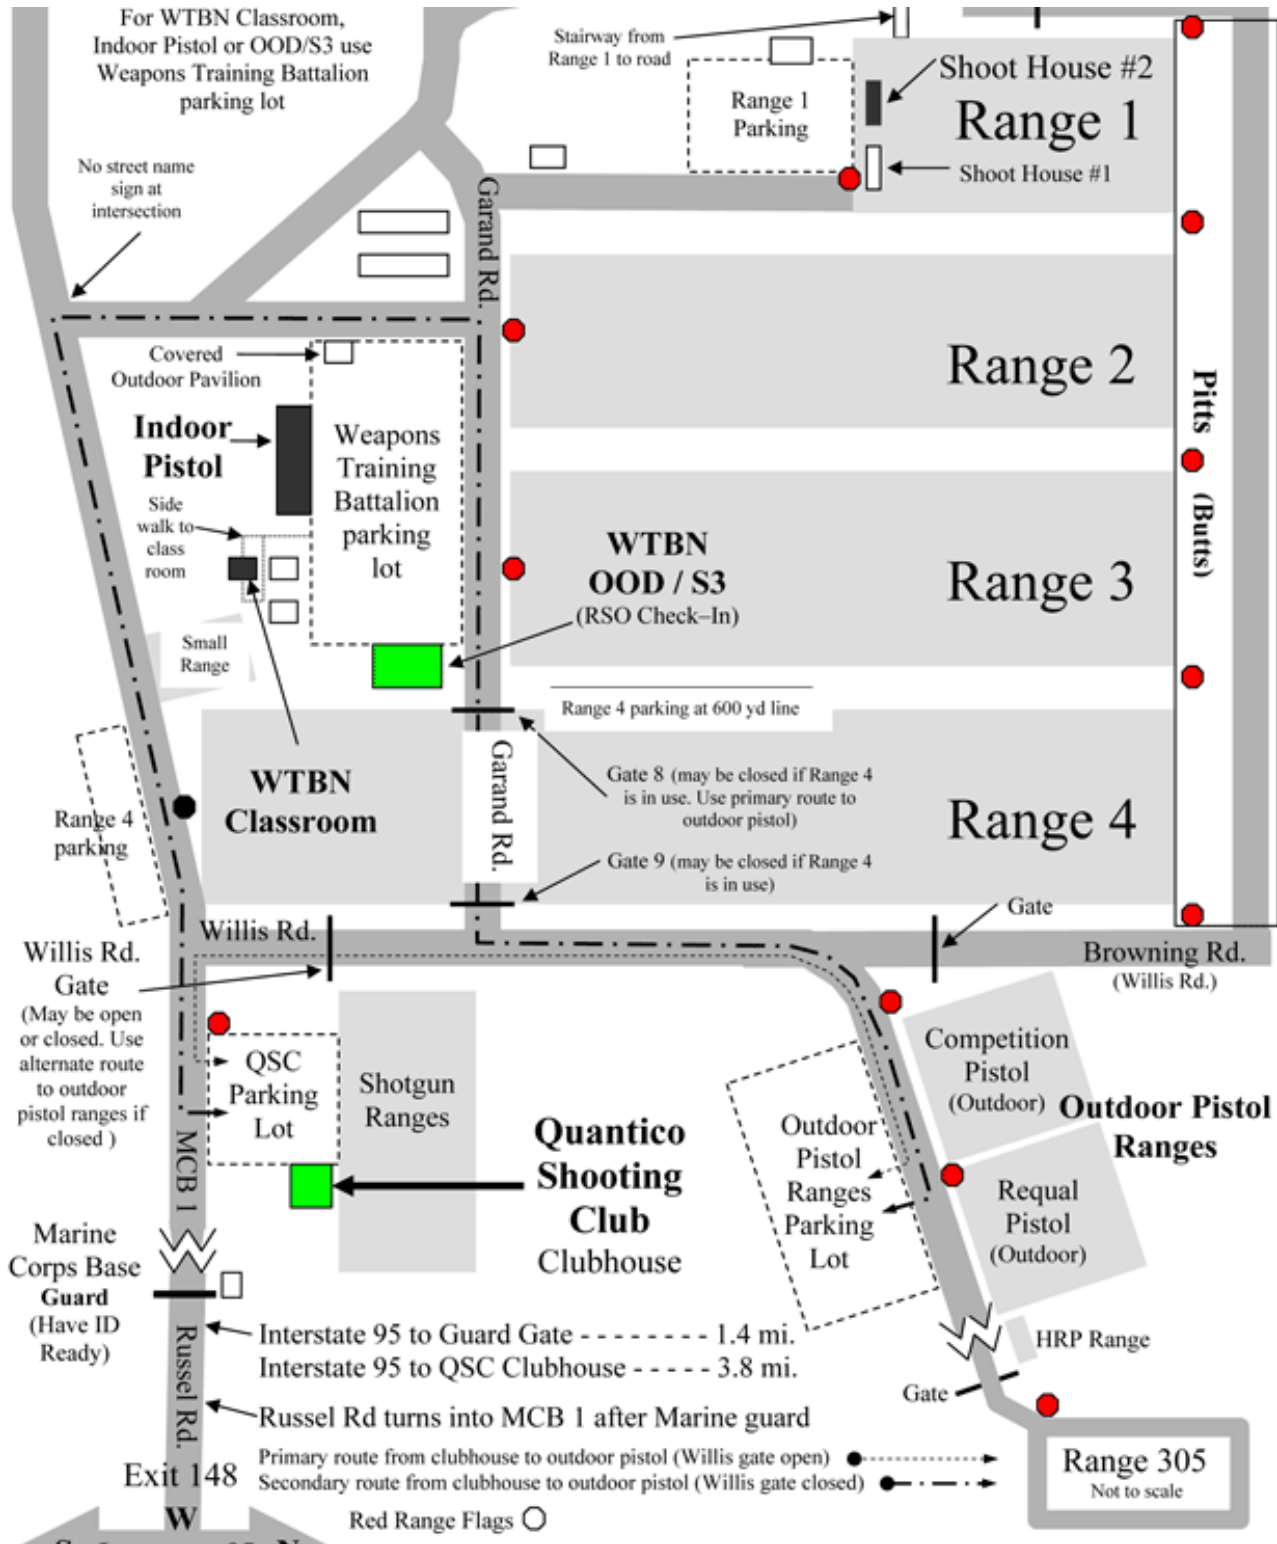 For WTBN Classroom,
Indoor Pistol or OOD/S3 use
Weapons Training Battalion
parking lot
Stairway from
Range 1 to road
Shoot House #2
Range 1
Range 1
Parking
Shoot House #1
No street name
sign at
intersection
Garand Rd.
Covered
Outdoor Pavilion
Range 2
Pitts (Butts)
Indoor
Pistol
Weapons
Training
Battalion
parking
lot
Side
walk to
class
room
WTBN
OOD / S3
(RSO Check–In)
Range 3
Small
Range
Range 4 parking at 600 yd line
Garand Rd.
WTBN
Classroom
Gate 8 (may be closed if Range 4
is in use. Use primary route to
outdoor pistol)
Range 4
Range 4
parking
Gate 9 (may be closed if Range 4
is in use)
Gate
Willis Rd.
Browning Rd.
(Willis Rd.)
Willis Rd.
Gate
(May be open
or closed. Use
alternate route
to outdoor
pistol ranges if
closed )
QSC
Parking
Lot
Shotgun
Ranges
Competition
Pistol
(Outdoor)
Outdoor Pistol
Ranges
MCB 1
Quantico
Shooting
Club
Clubhouse
Outdoor
Pistol
Ranges
Parking
Lot
Requal
Pistol
(Outdoor)
Marine
Corps Base
Guard
(Have ID
Ready)
Russel Rd.
Interstate 95 to Guard Gate - - - - - - - 1.4 mi.
Interstate 95 to QSC Clubhouse - - - - - 3.8 mi.
HRP Range
Gate
Russel Rd turns into MCB 1 after Marine guard
Primary route from clubhouse to outdoor pistol (Willis gate open)
Secondary route from clubhouse to outdoor pistol (Willis gate closed)
Range 305
Not to scale
Exit 148
W
Red Range Flags